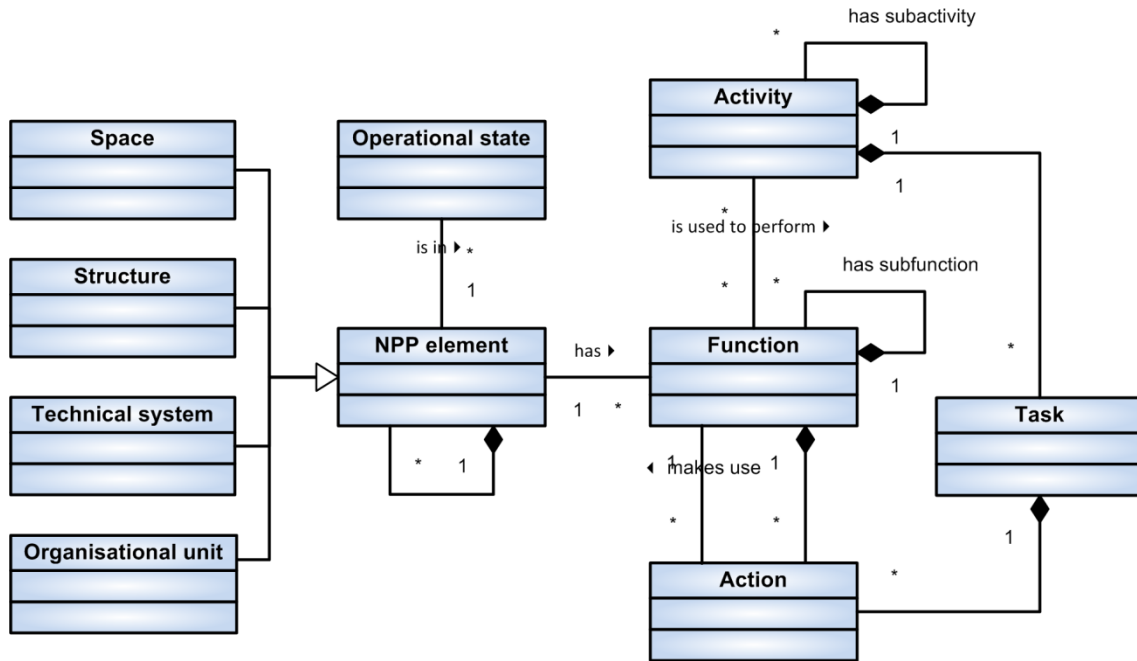 has subactivity
*
Activity
1
1
Space
Operational state
*
is used to perform ▸
is in ▸
*
has subfunction
Structure
*
*
1
NPP element
has ▸
Function
1
*
1
*
Technical system
Task
*
1
1
◂ makes use
1
*
*
1
Organisational unit
Action
*